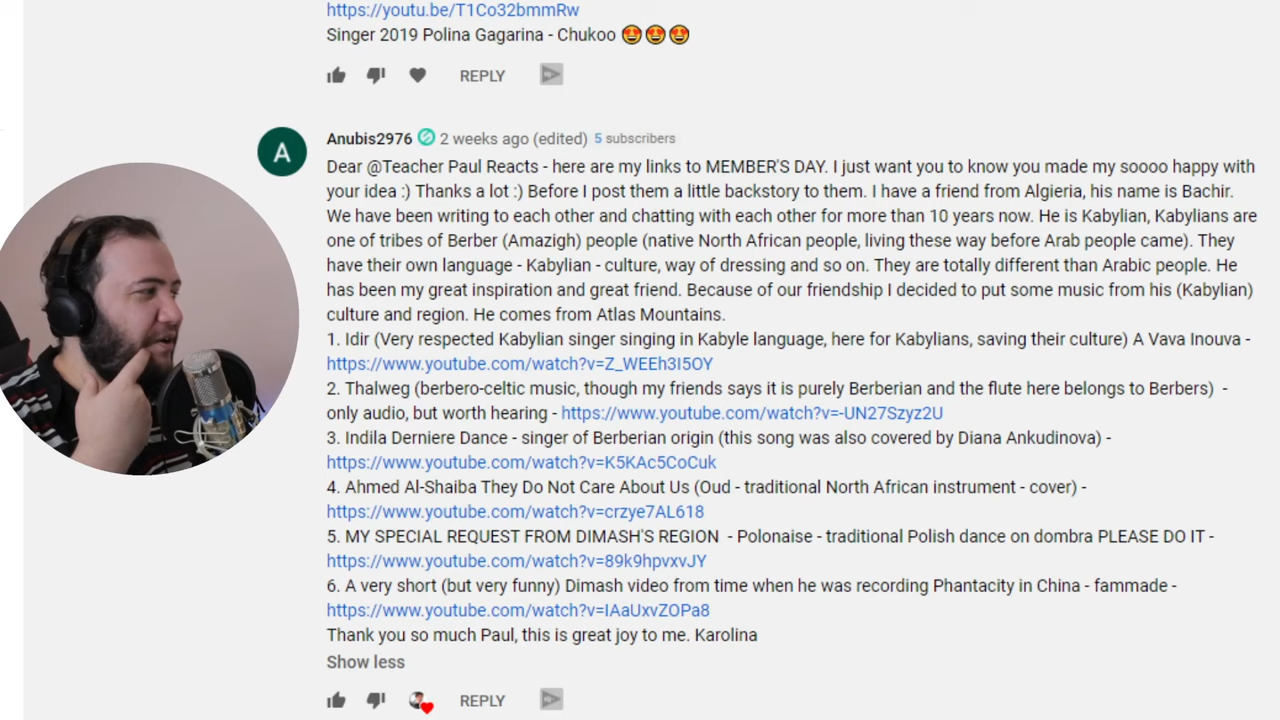 https://youtu.be/T1Co32bmmRw
Singer 2019 Polina Gagarina - Chukoo 😍😍😍
REPLY
A
Anubis2976 2 weeks ago (edited) 5 subscribers
Dear @Teacher Paul Reacts - here are my links to MEMBER'S DAY. I just want you to know you made my soooo happy with
your idea :) Thanks a lot :) Before I post them a little backstory to them. I have a friend from Algieria, his name is Bachir.
We have been writing to each other and chatting with each other for more than 10 years now. He is Kabylian, Kabylians are
one of tribes of Berber (Amazigh) people (native North African people, living these way before Arab people came). They
have their own language - Kabylian - culture, way of dressing and so on. They are totally different than Arabic people. He
has been my great inspiration and great friend. Because of our friendship I decided to put some music from his (Kabylian)
culture and region. He comes from Atlas Mountains.
1. Idir (Very respected Kabylian singer singing in Kabyle language, here for Kabylians, saving their culture) A Vava Inouva -
https://www.youtube.com/watch?v=Z_WEEh3I5OY
2. Thalweg (berbero-celtic music, though my friends says it is purely Berberian and the flute here belongs to Berbers) -
only audio, but worth hearing - https://www.youtube.com/watch?v=-UN27Szyz2U
3. Indila Derniere Dance - singer of Berberian origin (this song was also covered by Diana Ankudinova) -
https://www.youtube.com/watch?v=K5KAc5CoCuk
4. Ahmed Al-Shaiba They Do Not Care About Us (Oud - traditional North African instrument - cover) -
https://www.youtube.com/watch?v=crzye7AL618
5. MY SPECIAL REQUEST FROM DIMASH'S REGION - Polonaise - traditional Polish dance on dombra PLEASE DO IT -
https://www.youtube.com/watch?v=89k9hpvxvJY
6. A very short (but very funny) Dimash video from time when he was recording Phantacity in China - fammade -
https://www.youtube.com/watch?v=IAaUxvZOPa8
Thank you so much Paul, this is great joy to me. Karolina
Show less
REPLY